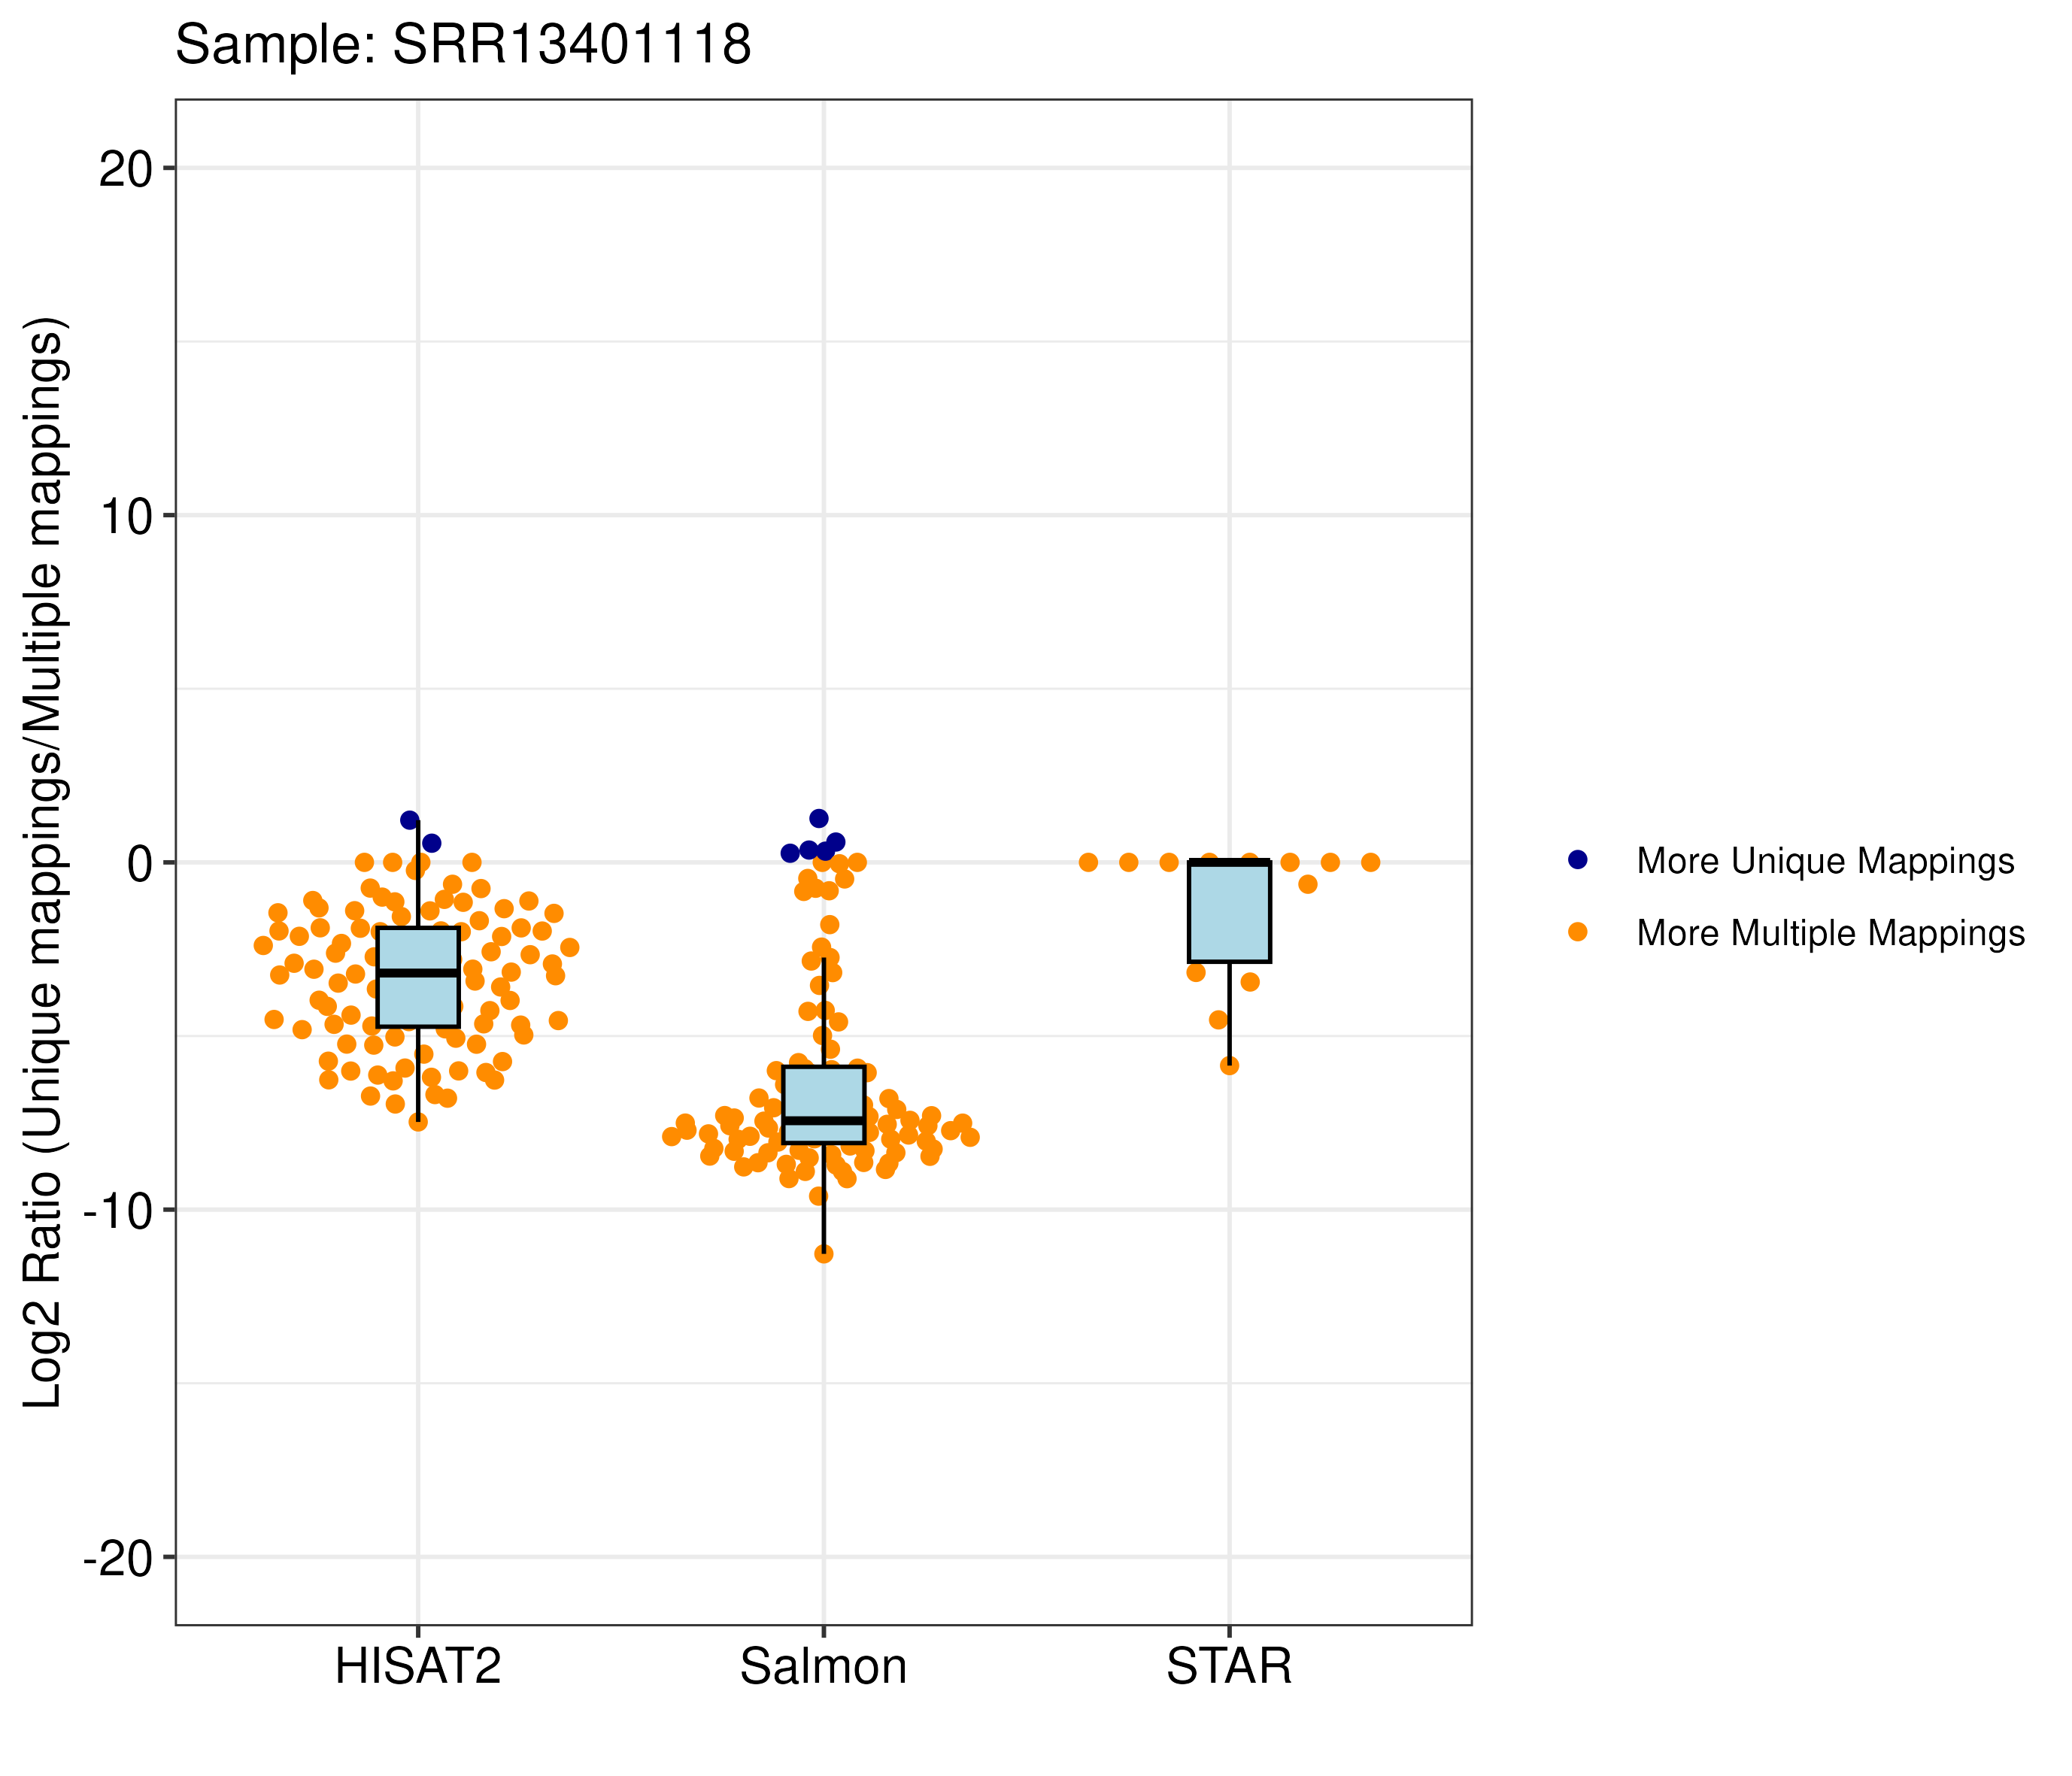 Sample: SRR13401118
Log2 Ratio (Unique mappings/Multiple mappings)
20
10
0
-10
-20
HISAT2
Salmon
STAR
More Unique Mappings
More Multiple Mappings